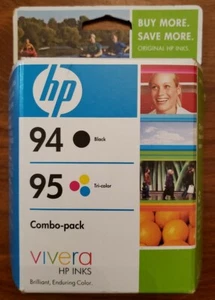 BUY MORE.
SAVE MORE.
ORIGINAL HP INKS.
hp
94 Black
95 Tri-color
Combo-pack
vivera
HP INKS
Brilliant, Enduring Color.